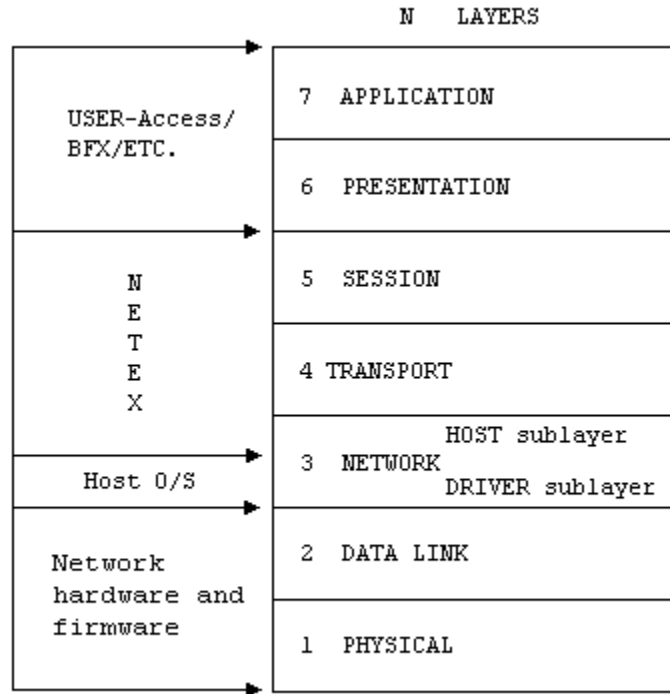 N LAYERS
USER-Access/
BFX/ETC.
7 APPLICATION
6 PRESENTATION
N
E
T
E
X
5 SESSION
4 TRANSPORT
Host O/S
HOST sublayer
3 NETWORK
DRIVER sublayer
Network
hardware and
firmware
2 DATA LINK
1 PHYSICAL